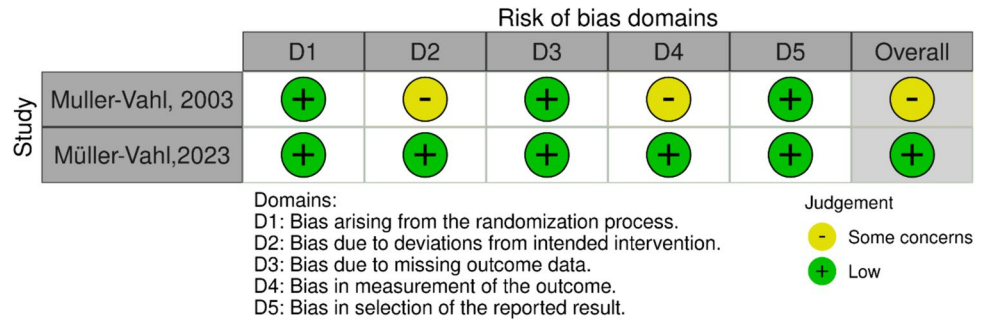 Risk of bias domains
D1 D2 D3 D4 D5 Overall
Study
Muller-Vahl, 2003 + - + - + -
Müller-Vahl,2023 + + + + + +
Domains:
D1: Bias arising from the randomization process.
D2: Bias due to deviations from intended intervention.
D3: Bias due to missing outcome data.
D4: Bias in measurement of the outcome.
D5: Bias in selection of the reported result.
Judgement
- Some concerns
+ Low